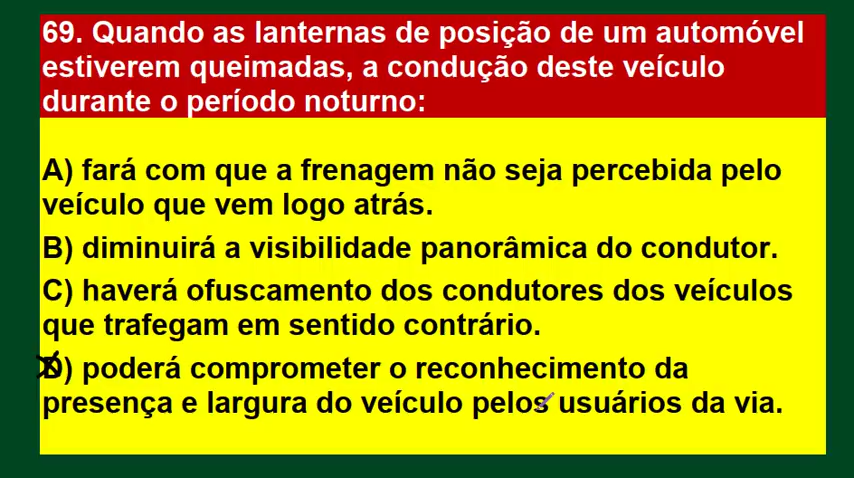 69. Quando as lanternas de posição de um automóvel
estiverem queimadas, a condução deste veículo
durante o período noturno:
A) fará com que a frenagem não seja percebida pelo
veículo que vem logo atrás.
B) diminuirá a visibilidade panorâmica do condutor.
C) haverá ofuscamento dos condutores dos veículos
que trafegam em sentido contrário.
D) poderá comprometer o reconhecimento da
presença e largura do veículo pelos usuários da via.